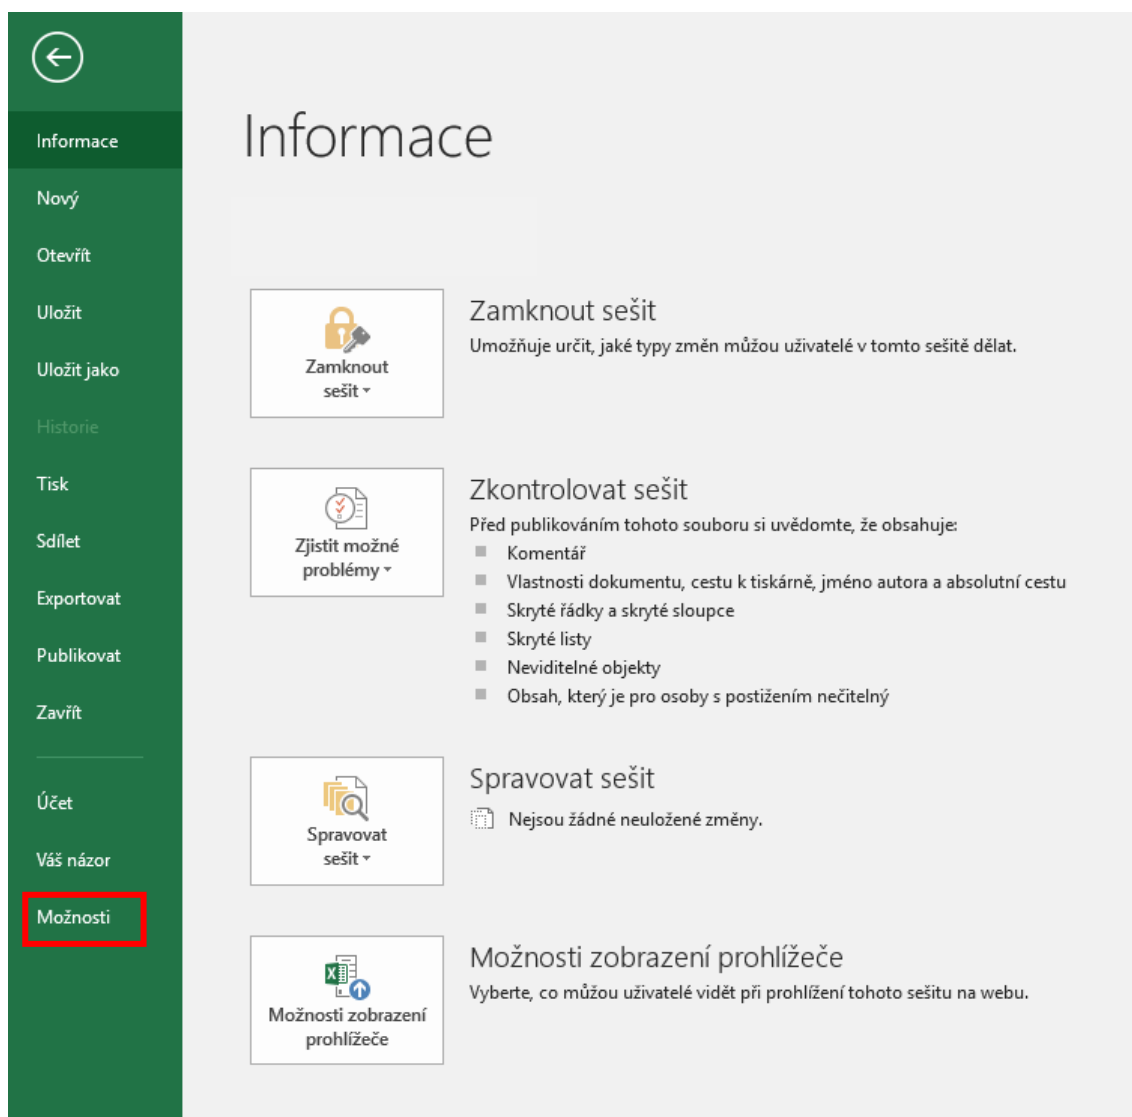 Informace
Nový
Otevřít
Uložit
Uložit jako
Historie
Tisk
Sdílet
Exportovat
Publikovat
Zavřít
Účet
Váš názor
Možnosti
Informace
Zamknout
sešit
Zamknout sešit
Umožňuje určit, jaké typy změn můžou uživatelé v tomto sešitě dělat.
Zjistit možné
problémy
Zkontrolovat sešit
Před publikováním tohoto souboru si uvědomte, že obsahuje:
Komentář
Vlastnosti dokumentu, cestu k tiskárně, jméno autora a absolutní cestu
Skryté řádky a skryté sloupce
Skryté listy
Neviditelné objekty
Obsah, který je pro osoby s postižením nečitelný
Spravovat
sešit
Spravovat sešit
Nejsou žádné neuložené změny.
Možnosti zobrazení
prohlížeče
Možnosti zobrazení prohlížeče
Vyberte, co můžou uživatelé vidět při prohlížení tohoto sešitu na webu.